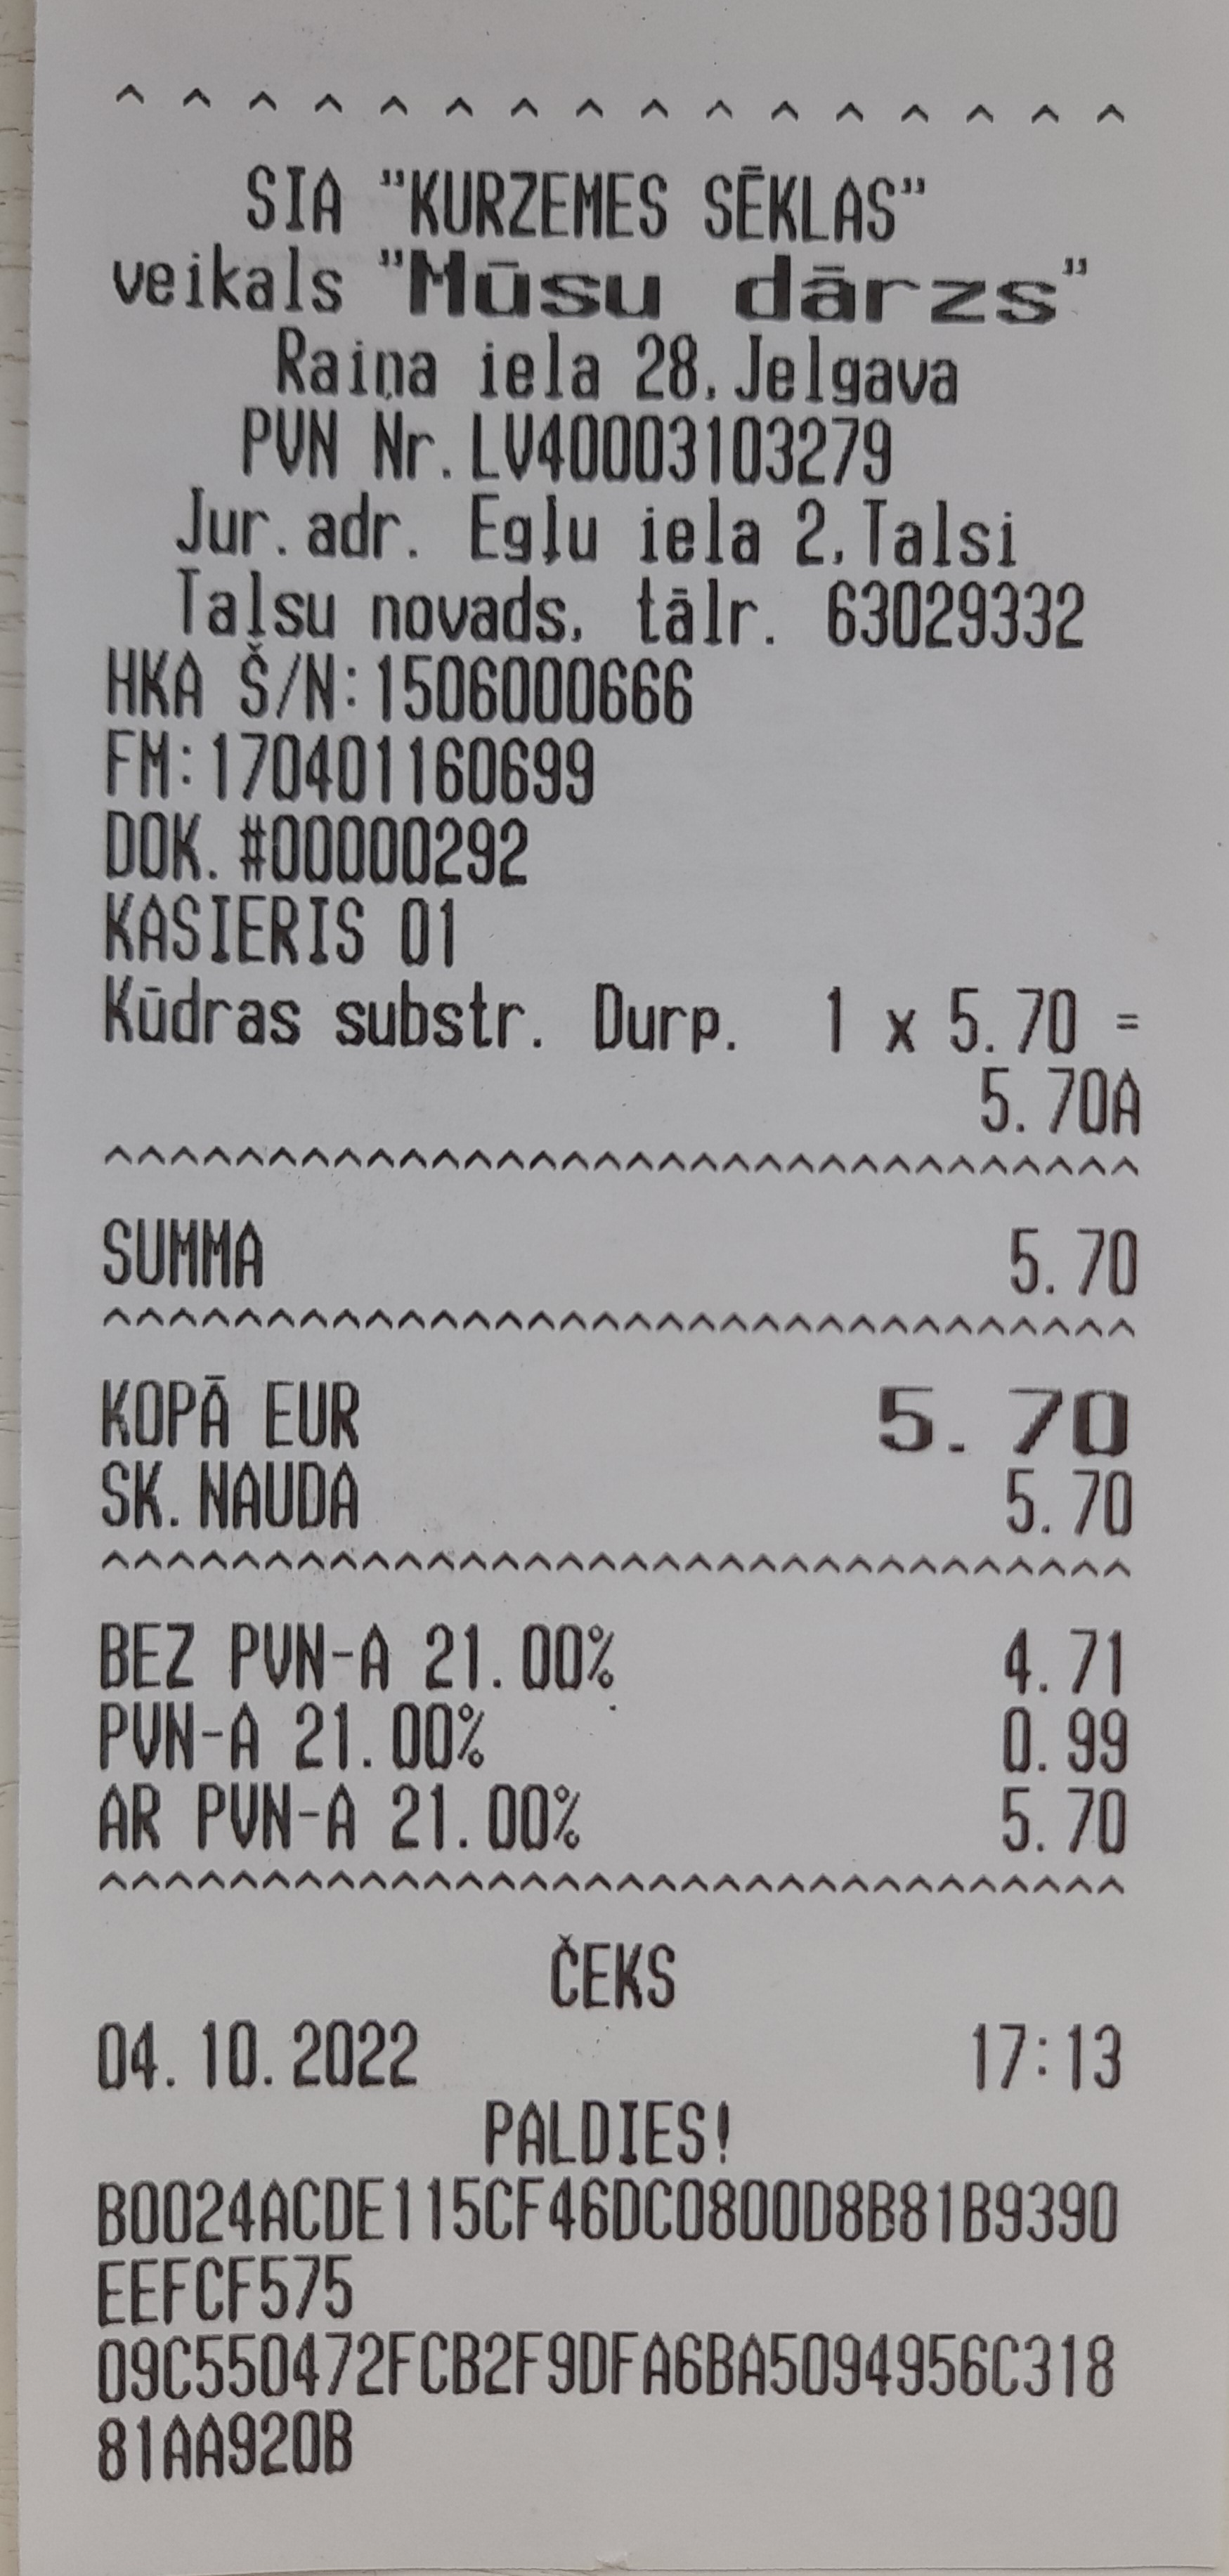 ^ ^ ^ ^ ^ ^ ^ ^ ^ ^ ^ ^ ^ ^ ^ ^
SIA "KURZEMES SĒKLAS"
veikals "Mūsu dārzs"
Raiņa iela 28, Jelgava
PVN Nr. LV40003103279
Jur. adr. Egļu iela 2, Talsi
Taļsu novads, tālr. 63029332
HKA Š/N:1506000666
FM:170401160699
DOK. #00000292
KASIERIS 01
Kūdras substr. Durp. 1 x 5.70 =
5.70A
^^^^^^^^^^^^^^^^^^^^^^^^^^^^^^^^
SUMMA 5.70
^^^^^^^^^^^^^^^^^^^^^^^^^^^^^^^^
KOPĀ EUR 5.70
SK. NAUDA 5.70
^^^^^^^^^^^^^^^^^^^^^^^^^^^^^^^^
BEZ PVN-A 21.00% 4.71
PVN-A 21.00% 0.99
AR PVN-A 21.00% 5.70
^^^^^^^^^^^^^^^^^^^^^^^^^^^^^^^^
ČEKS
04.10.2022 17:13
PALDIES!
B0024ACDE115CF46DC0800D8B81B9390
EEFCF575
09C550472FCB2F9DFA6BA5094956C318
81AA920B